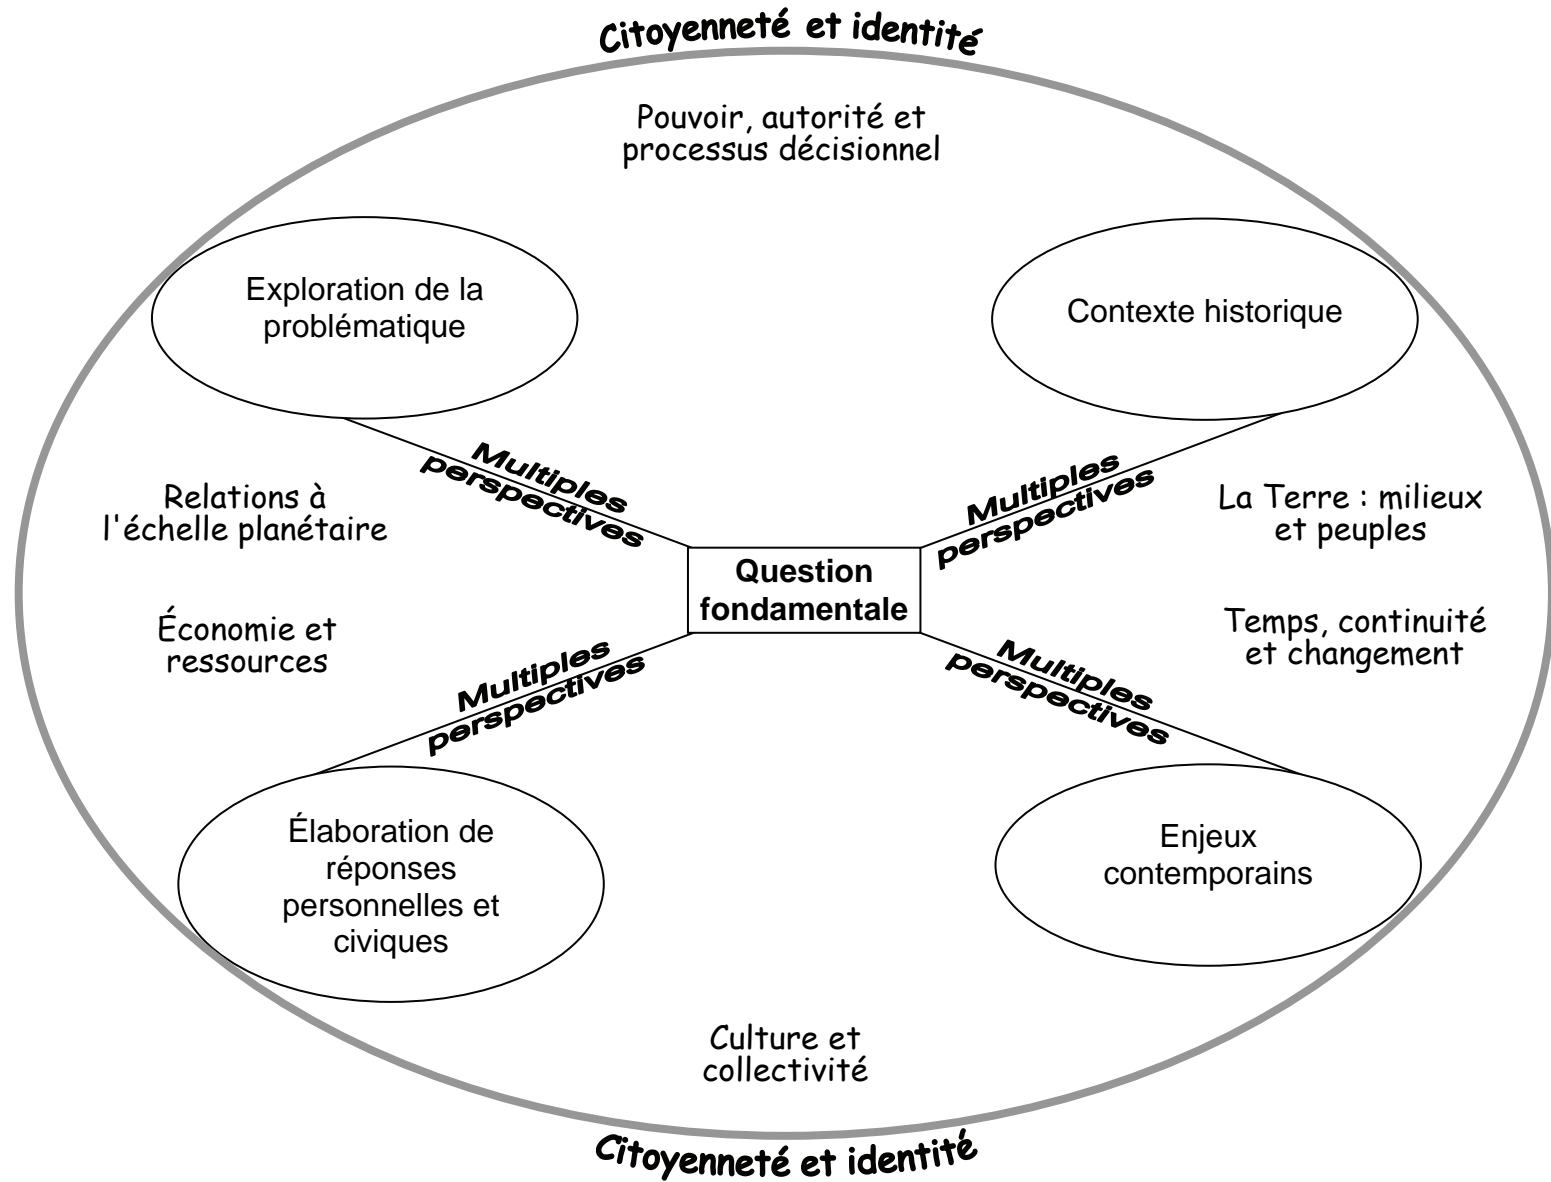 Citoyenneté et identité
Pouvoir, autorité et
processus décisionnel
Exploration de la
problématique
Contexte historique
Multiples
perspectives
Multiples
perspectives
Relations à
l'échelle planétaire
La Terre : milieux
et peuples
Question
fondamentale
Économie et
ressources
Temps, continuité
et changement
Multiples
perspectives
Multiples
perspectives
Élaboration de
réponses
personnelles et
civiques
Enjeux
contemporains
Culture et
collectivité
Citoyenneté et identité